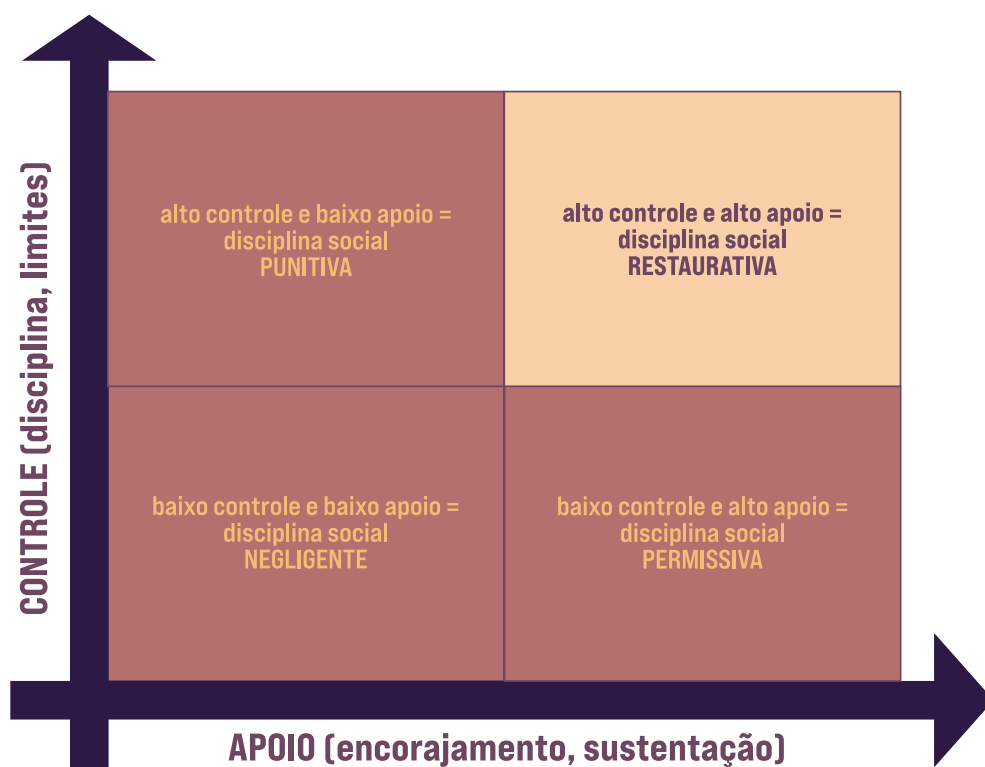 CONTROLE (disciplina, limites)
alto controle e baixo apoio =
disciplina social
PUNITIVA
alto controle e alto apoio =
disciplina social
RESTAURATIVA
baixo controle e baixo apoio =
disciplina social
NEGLIGENTE
baixo controle e alto apoio =
disciplina social
PERMISSIVA
APOIO (encorajamento, sustentação)